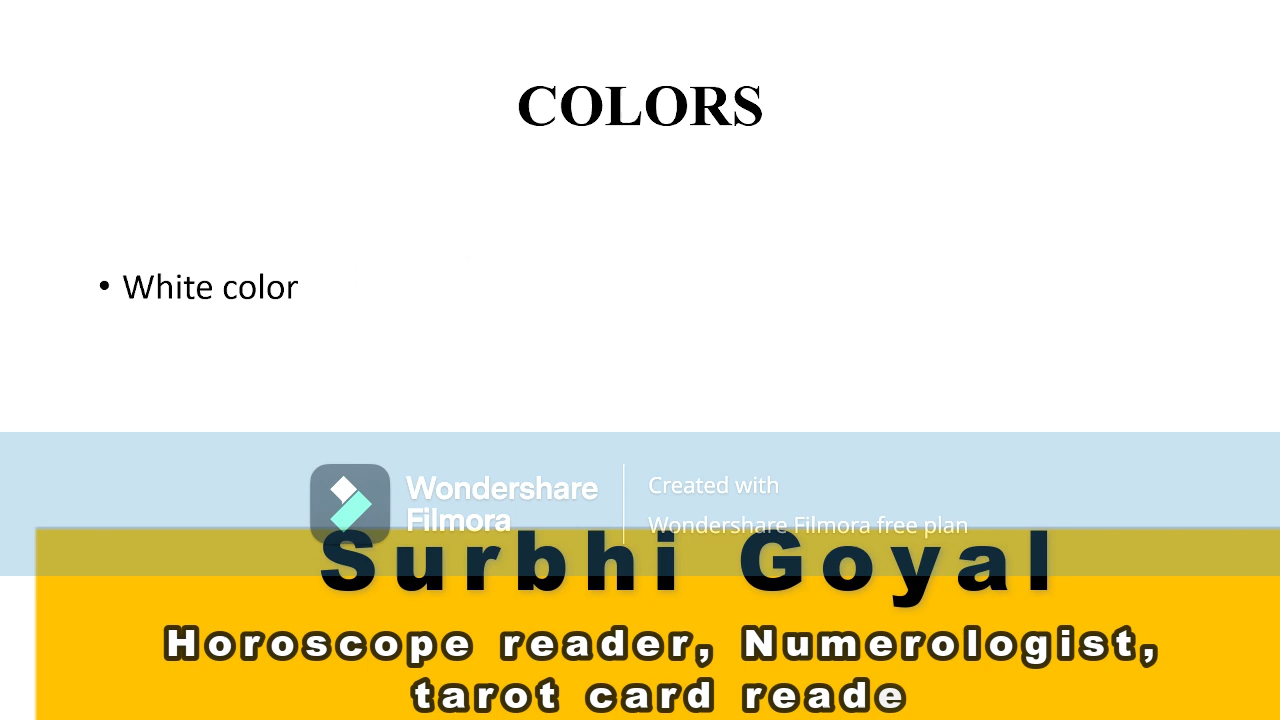 COLORS
• White color
Wondershare
Filmora
Created with
Wondershare Filmora free plan
Surbhi Goyal
Horoscope reader, Numerologist,
tarot card reade